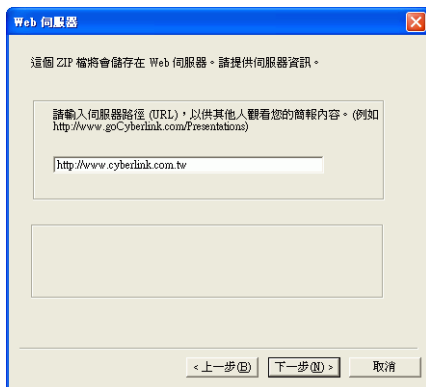 Web 伺服器
這個 ZIP 檔將會儲存在 Web 伺服器。請提供伺服器資訊。
請輸入伺服器路徑 (URL)，以供其他人觀看您的簡報內容。(例如
http://www.goCyberlink.com/Presentations)
http://www.cyberlink.com.tw
<上一步(B) 下一步(N)> 取消